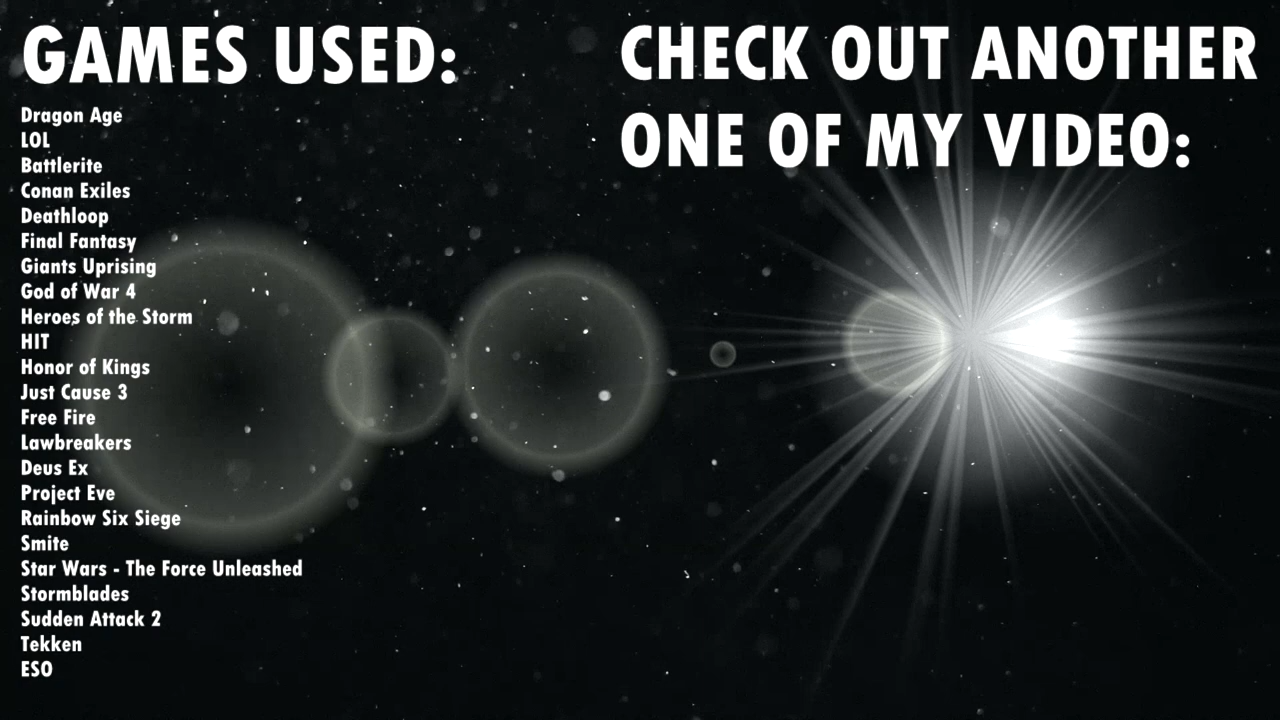 GAMES USED:
Dragon Age
LOL
Battlerite
Conan Exiles
Deathloop
Final Fantasy
Giants Uprising
God of War 4
Heroes of the Storm
HIT
Honor of Kings
Just Cause 3
Free Fire
Lawbreakers
Deus Ex
Project Eve
Rainbow Six Siege
Smite
Star Wars - The Force Unleashed
Stormblades
Sudden Attack 2
Tekken
ESO
CHECK OUT ANOTHER
ONE OF MY VIDEO: